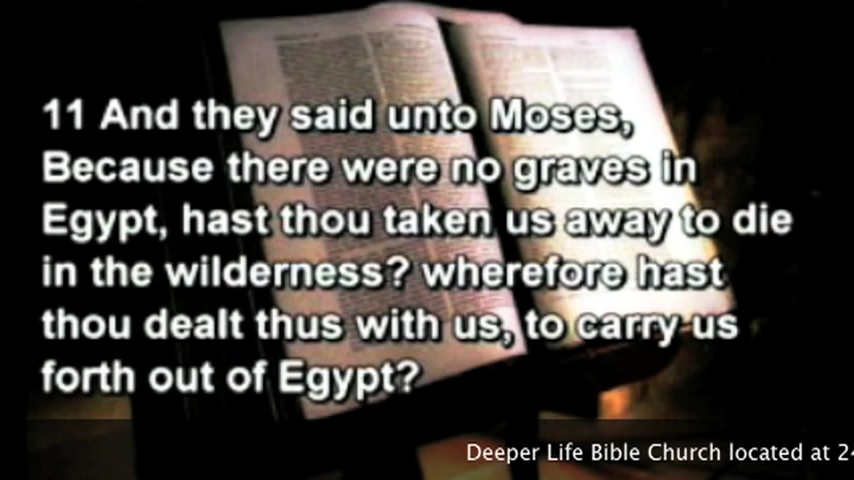 11 And they said unto Moses,
Because there were no graves in
Egypt, hast thou taken us away to die
in the wilderness? wherefore hast
thou dealt thus with us, to carry us
forth out of Egypt?
Deeper Life Bible Church located at 24